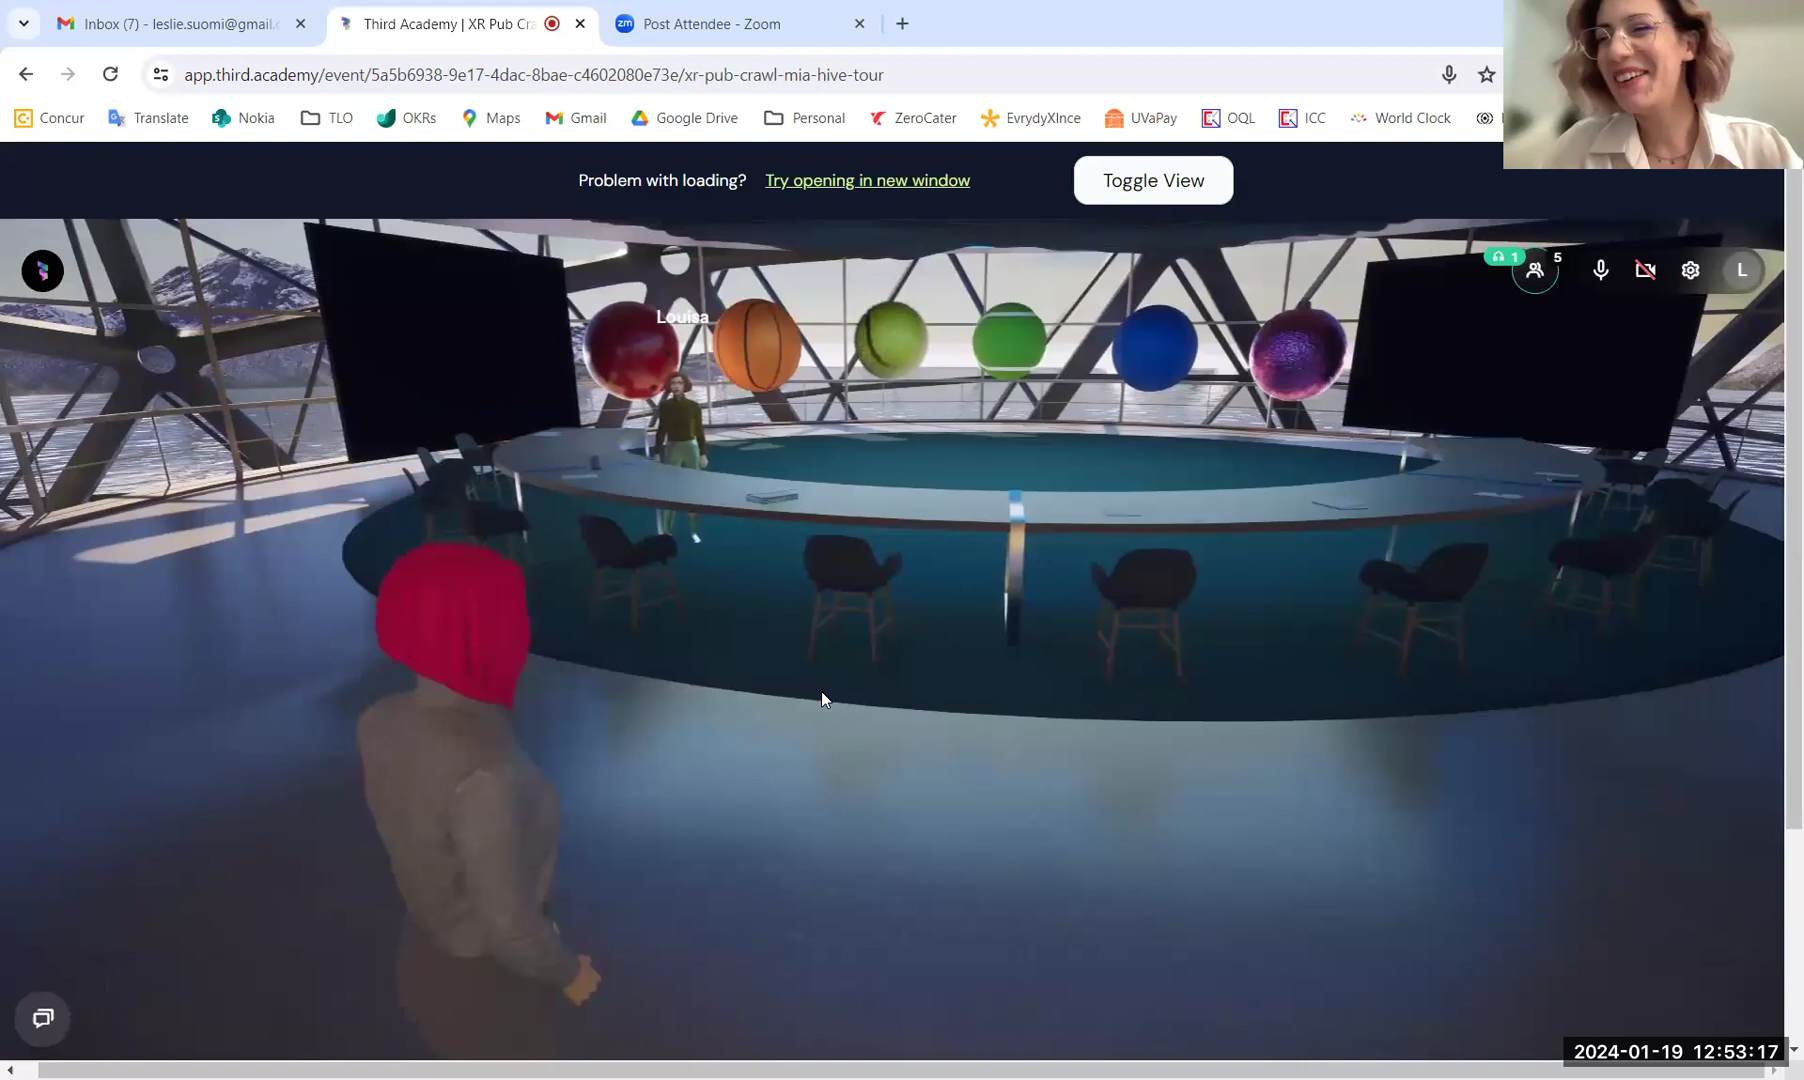 Inbox (7) - leslie.suomi@gmail.
Third Academy | XR Pub Cra
zm Post Attendee - Zoom
app.third.academy/event/5a5b6938-9e17-4dac-8bae-c4602080e73e/xr-pub-crawl-mia-hive-tour
Concur Translate Nokia TLO OKRs Maps Gmail Google Drive Personal ZeroCater EvrydyXInce UVaPay OQL ICC World Clock
Problem with loading? Try opening in new window Toggle View
1 5 L
Louisa
2024-01-19 12:53:17